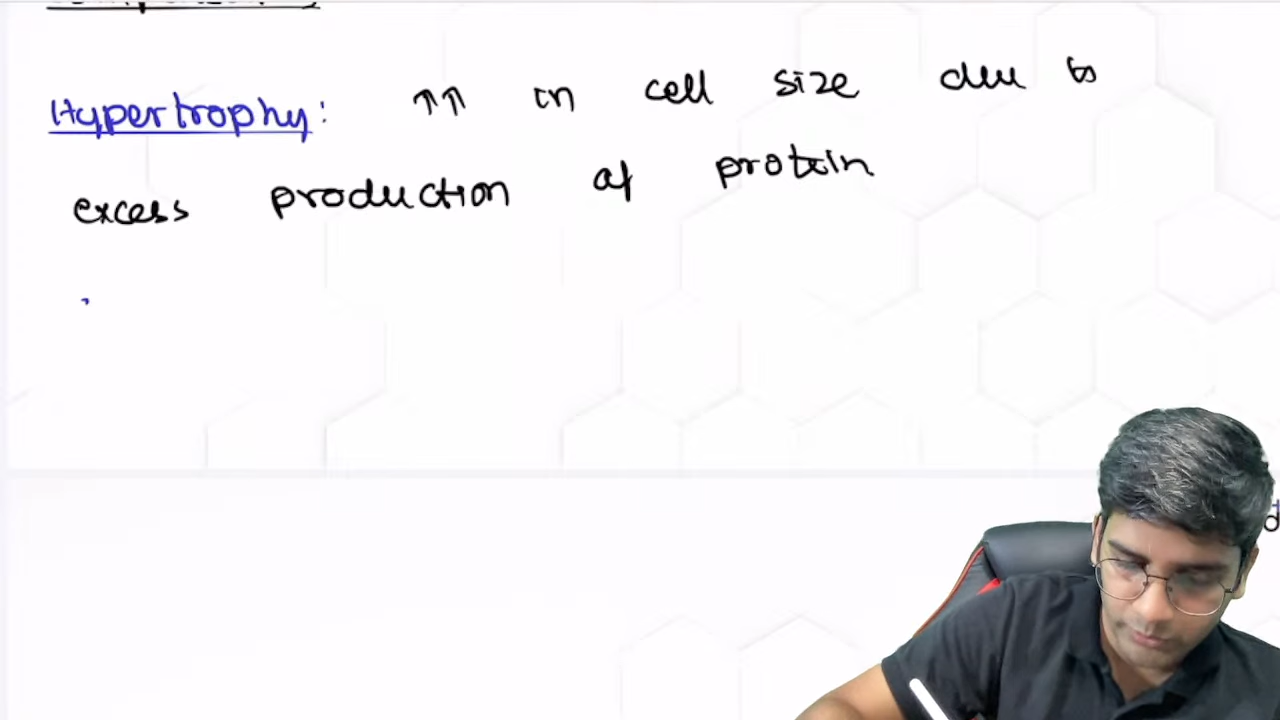 Hypertrophy: ↑↑ in cell size due to
excess production of protein